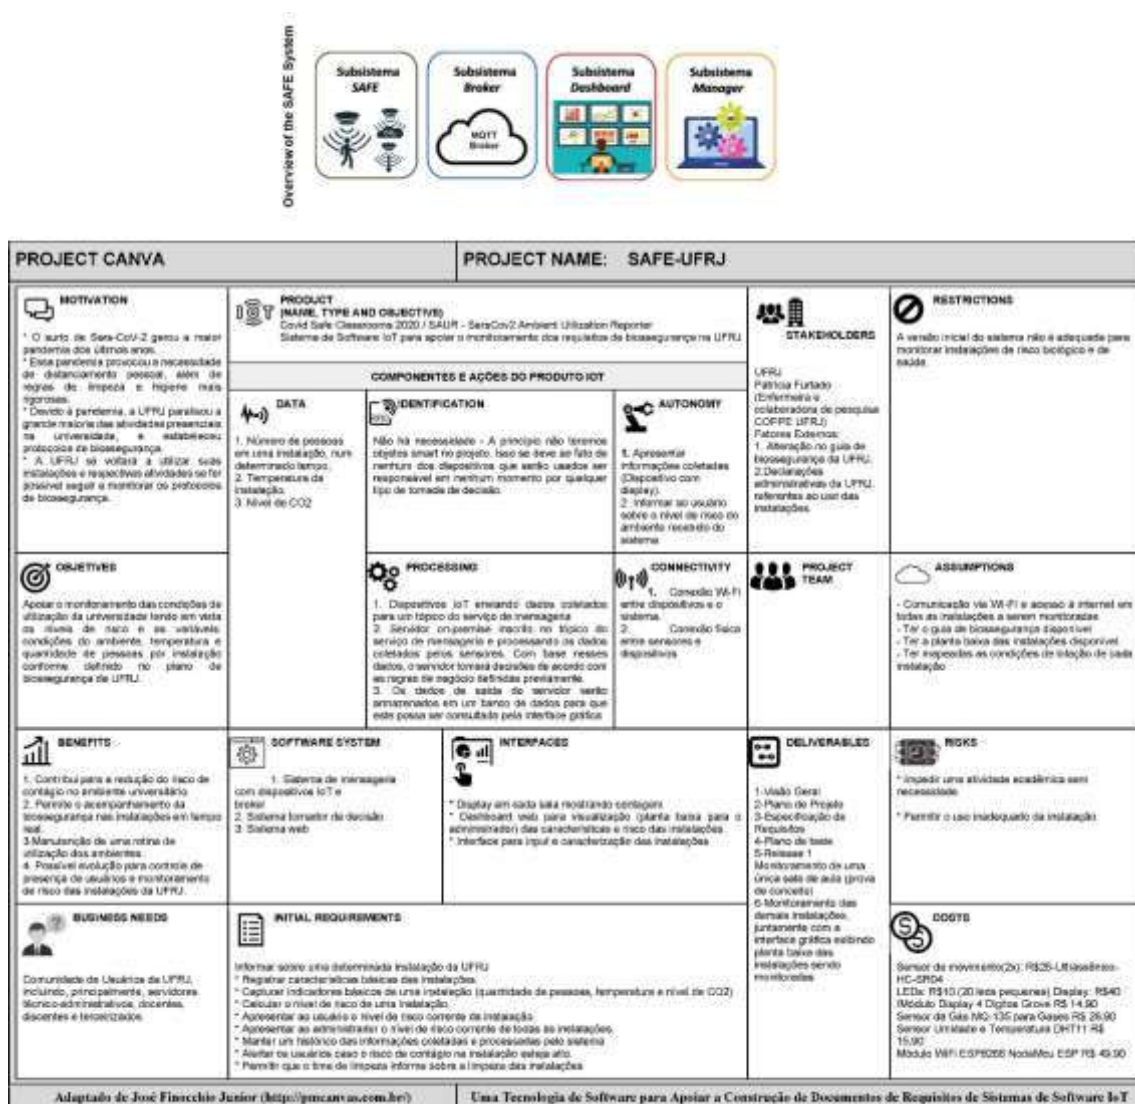 Overview of the SAFE System
Subsistema
SAFE
Subsistema
Broker
MQTT
Broker
Subsistema
Dashboard
Subsistema
Manager
PROJECT CANVA
PROJECT NAME: SAFE-UFRJ
MOTIVATION
* O surto de Sars-CoV-2 gerou a maior
pandemia dos últimos anos.
* Essa pandemia provocou a necessidade
de distanciamento pessoal, além de
regras de limpeza e higiene mais
rigorosas.
* Devido à pandemia, a UFRJ paralisou a
grande maioria das atividades presenciais
na universidade, e estabeleceu
protocolos de biossegurança.
* A UFRJ só voltará a utilizar suas
instalações e respectivas atividades se for
possível seguir e monitorar os protocolos
de biossegurança.
PRODUCT
(NAME, TYPE AND OBJECTIVE)
Covid Safe Classrooms 2020 / SAUR - SarsCov2 Ambient Utilization Reporter
Sistema de Software IoT para apoiar o monitoramento dos requisitos de biossegurança na UFRJ
COMPONENTES E AÇÕES DO PRODUTO IOT
DATA
1. Número de pessoas
em uma instalação, num
determinado tempo.
2. Temperatura da
instalação.
3. Nível de CO2
IDENTIFICATION
Não há necessidade - A princípio não teremos
objetos smart no projeto. Isso se deve ao fato de
nenhum dos dispositivos que serão usados ser
responsável em nenhum momento por qualquer
tipo de tomada de decisão.
AUTONOMY
1. Apresentar
informações coletadas
(Dispositivo com
display).
2. Informar ao usuário
sobre o nível de risco do
ambiente recebido do
sistema
STAKEHOLDERS
UFRJ
Patrícia Furtado
(Enfermeira e
colaboradora de pesquisa
COPPE UFRJ)
Fatores Externos:
1. Alteração no guia de
biossegurança da UFRJ.
2.Declarações
administrativas da UFRJ
referentes ao uso das
instalações.
RESTRICTIONS
A versão inicial do sistema não é adequada para
monitorar instalações de risco biológico e de
saúde.
OBJETIVES
Apoiar o monitoramento das condições de
utilização da universidade tendo em vista
os níveis de risco e as variáveis:
condições do ambiente, temperatura e
quantidade de pessoas por instalação
conforme definido no plano de
biossegurança da UFRJ.
PROCESSING
1. Dispositivos IoT enviando dados coletados
para um tópico do serviço de mensageria
2. Servidor on-premise inscrito no tópico do
serviço de mensageria e processando os dados
coletados pelos sensores. Com base nesses
dados, o servidor tomará decisões de acordo com
as regras de negócio definidas previamente.
3. Os dados de saída do servidor serão
armazenados em um banco de dados para que
este possa ser consultado pela interface gráfica
CONNECTIVITY
1. Conexão Wi-Fi
entre dispositivos e o
sistema.
2. Conexão física
entre sensores e
dispositivos
PROJECT
TEAM
ASSUMPTIONS
- Comunicação via Wi-Fi e acesso à internet em
todas as instalações a serem monitoradas
- Ter o guia de biossegurança disponível
- Ter a planta baixa das instalações disponível
- Ter mapeadas as condições de lotação de cada
instalação
BENEFITS
1. Contribui para a redução do risco de
contágio no ambiente universitário.
2. Permite o acompanhamento da
biossegurança nas instalações em tempo
real.
3.Manutenção de uma rotina de
utilização dos ambientes.
4. Possível evolução para controle de
presença de usuários e monitoramento
de risco das instalações da UFRJ.
SOFTWARE SYSTEM
1. Sistema de mensageria
com dispositivos IoT e
broker
2. Sistema tomador de decisão
3. Sistema web
INTERFACES
* Display em cada sala mostrando contagem
* Dashboard web para visualização (planta baixa para o
administrador) das características e risco das instalações.
* Interface para input e caracterização das instalações
DELIVERABLES
1-Visão Geral
2-Plano de Projeto
3-Especificação de
Requisitos
4-Plano de teste
5-Release 1
Monitoramento de uma
única sala de aula (prova
de conceito)
6-Monitoramento das
demais instalações,
juntamente com a
interface gráfica exibindo
planta baixa das
instalações sendo
monitoradas
RISKS
* Impedir uma atividade acadêmica sem
necessidade.
* Permitir o uso inadequado da instalação.
BUSINESS NEEDS
Comunidade de Usuários da UFRJ,
incluindo, principalmente, servidores
técnico-administrativos, docentes,
discentes e terceirizados.
INITIAL REQUIREMENTS
Informar sobre uma determinada instalação da UFRJ
* Registrar características básicas das instalações.
* Capturar indicadores básicos de uma instalação (quantidade de pessoas, temperatura e nível de CO2)
* Calcular o nível de risco de uma instalação.
* Apresentar ao usuário o nível de risco corrente da instalação
* Apresentar ao administrador o nível de risco corrente de todas as instalações.
* Manter um histórico das informações coletadas e processadas pelo sistema
* Alertar os usuários caso o risco de contágio na instalação esteja alto.
* Permitir que o time de limpeza informe sobre a limpeza das instalações
COSTS
Sensor de movimento(2x): R$26-Ultrassônico-
HC-SR04
LEDs: R$10 (20 leds pequenos) Display: R$40
Módulo Display 4 Dígitos Grove R$ 14,90
Sensor de Gás MQ-135 para Gases R$ 26,90
Sensor Umidade e Temperatura DHT11 R$
15,90
Módulo WiFi ESP8266 NodeMcu ESP R$ 49,90
Adaptado de José Finocchio Junior (http://pmcanvas.com.br/)
Uma Tecnologia de Software para Apoiar a Construção de Documentos de Requisitos de Sistemas de Software IoT